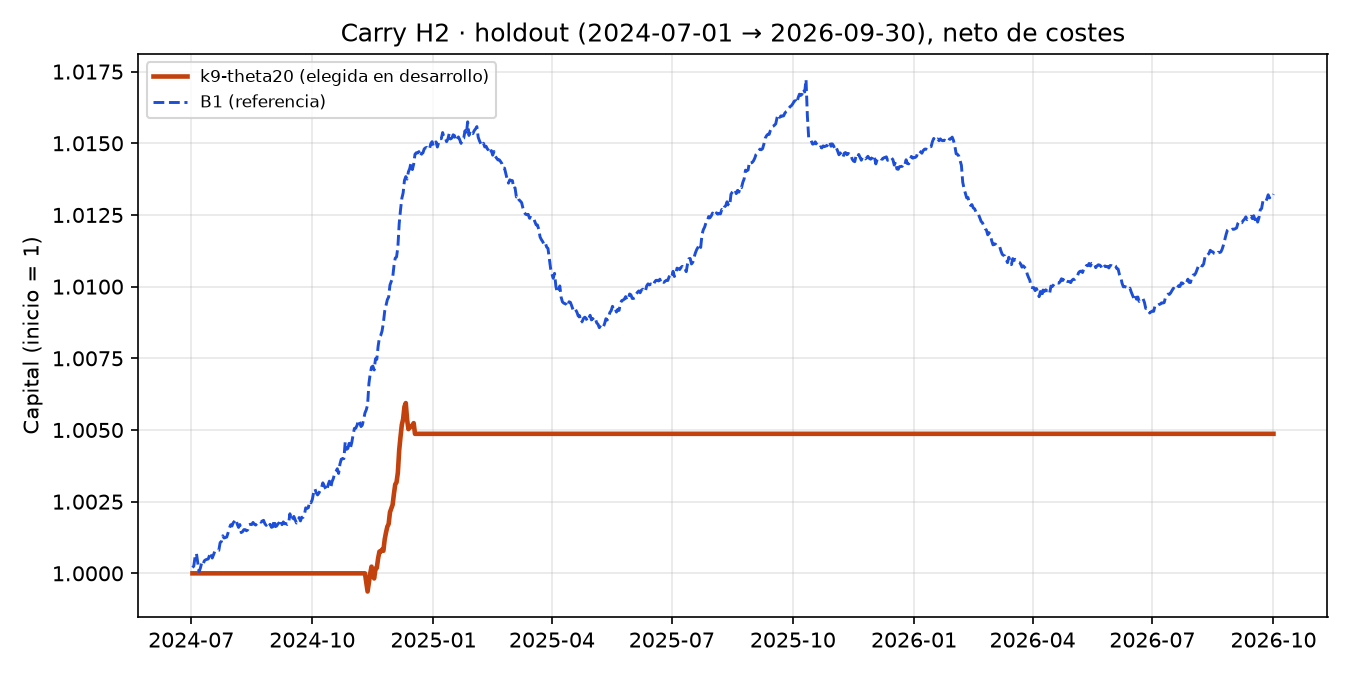 Carry H2 · holdout (2024-07-01 → 2026-09-30), neto de costes
k9-theta20 (elegida en desarrollo)
B1 (referencia)
Capital (inicio = 1)
1.0175
1.0150
1.0125
1.0100
1.0075
1.0050
1.0025
1.0000
2024-07 2024-10 2025-01 2025-04 2025-07 2025-10 2026-01 2026-04 2026-07 2026-10